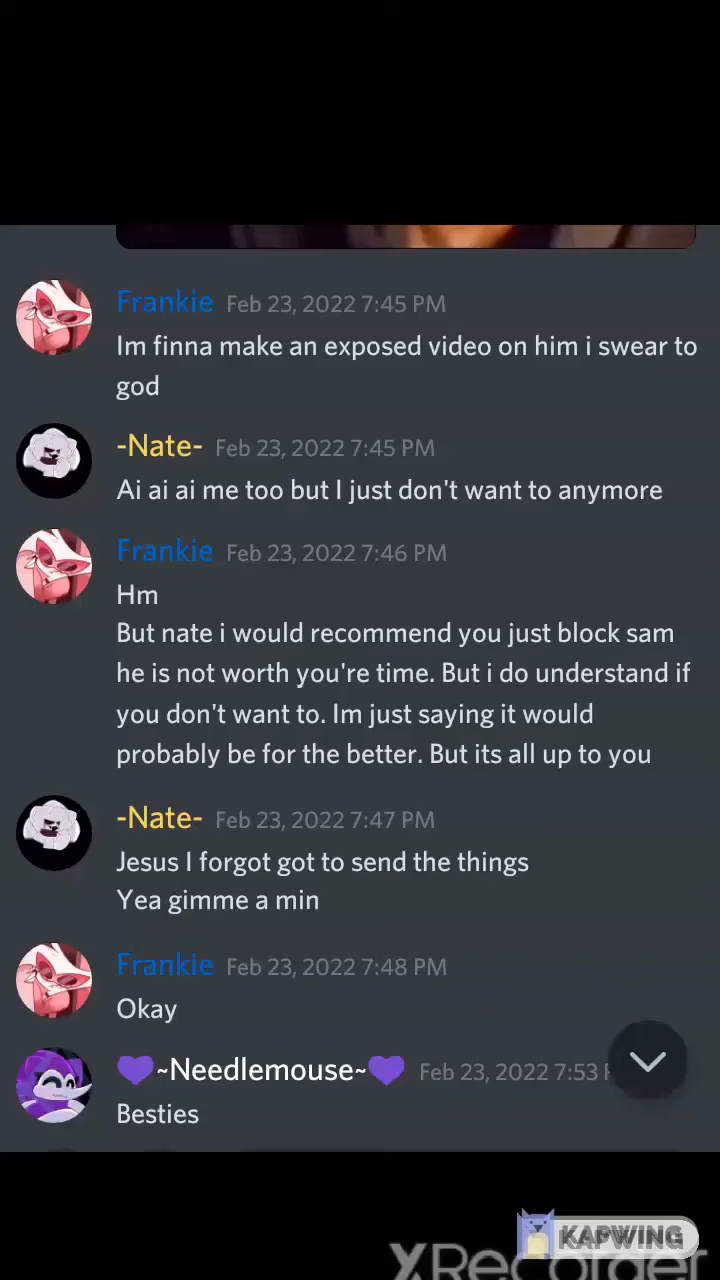 Frankie Feb 23, 2022 7:45 PM
Im finna make an exposed video on him i swear to
god
-Nate- Feb 23, 2022 7:45 PM
Ai ai ai me too but I just don't want to anymore
Frankie Feb 23, 2022 7:46 PM
Hm
But nate i would recommend you just block sam
he is not worth you're time. But i do understand if
you don't want to. Im just saying it would
probably be for the better. But its all up to you
-Nate- Feb 23, 2022 7:47 PM
Jesus I forgot got to send the things
Yea gimme a min
Frankie Feb 23, 2022 7:48 PM
Okay
💜~Needlemouse~💜 Feb 23, 2022 7:53
Besties
KAPWING
XRecorder